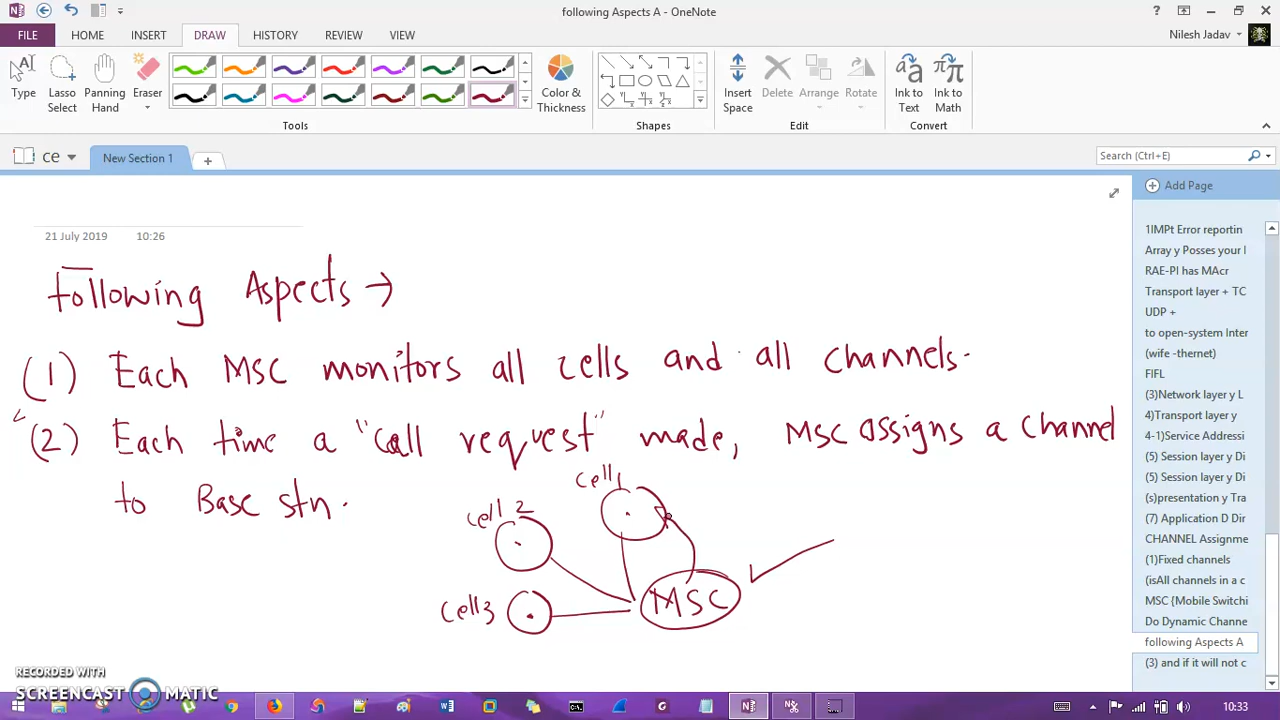 following Aspects A - OneNote
FILE HOME INSERT DRAW HISTORY REVIEW VIEW
Nilesh Jadav
Type
Lasso Select
Panning Hand
Eraser
Color & Thickness
Insert Space
Delete
Arrange
Rotate
Ink to Text
Ink to Math
Tools
Shapes
Edit
Convert
ce
New Section 1
Search (Ctrl+E)
Add Page
21 July 2019 10:26
following Aspects →
(1) Each MSC monitors all cells and all channels.
(2) Each time a "call request" made, MSC assigns a channel
to Base stn.
cell 1
cell 2
cell 3
MSC
1IMPt Error reportin
Array y Posses your l
RAE-PI has MAcr
Transport layer + TC
UDP +
to open-system Inter
(wife -thernet)
FIFL
(3)Network layer y L
4)Transport layer y
4-1)Service Addressi
(5) Session layer y Di
(5) Session layer y Di
(s)presentation y Tra
(7) Application D Dir
CHANNEL Assignme
(1)Fixed channels
(isAll channels in a c
MSC {Mobile Switchi
Do Dynamic Channe
following Aspects A
(3) and if it will not c
RECORDED WITH
SCREENCAST MATIC
10:33